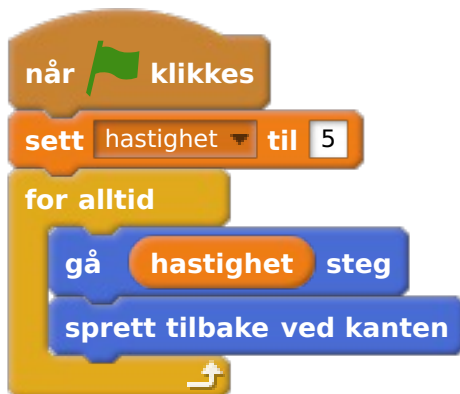 når klikkes
sett hastighet til 5
for alltid
gå hastighet steg
sprett tilbake ved kanten